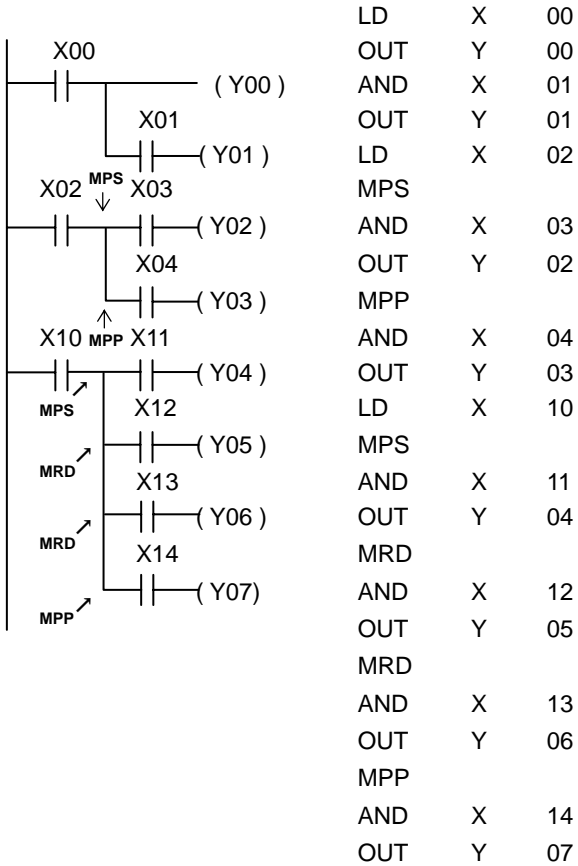 X00
( Y00 )
X01
( Y01 )
X02 MPS X03
( Y02 )
X04
( Y03 )
X10 MPP X11
( Y04 )
MPS X12
( Y05 )
MRD X13
( Y06 )
MRD X14
( Y07)
MPP
LD X 00
OUT Y 00
AND X 01
OUT Y 01
LD X 02
MPS
AND X 03
OUT Y 02
MPP
AND X 04
OUT Y 03
LD X 10
MPS
AND X 11
OUT Y 04
MRD
AND X 12
OUT Y 05
MRD
AND X 13
OUT Y 06
MPP
AND X 14
OUT Y 07